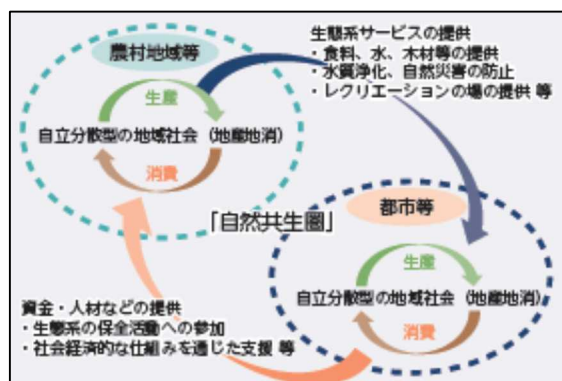 生態系サービスの提供
・食料、水、木材等の提供
・水質浄化、自然災害の防止
・レクリエーションの場の提供 等
農村地域等
生産
自立分散型の地域社会（地産地消）
消費
「自然共生圏」
都市等
生産
自立分散型の地域社会（地産地消）
消費
資金・人材などの提供
・生態系の保全活動への参加
・社会経済的な仕組みを通じた支援 等